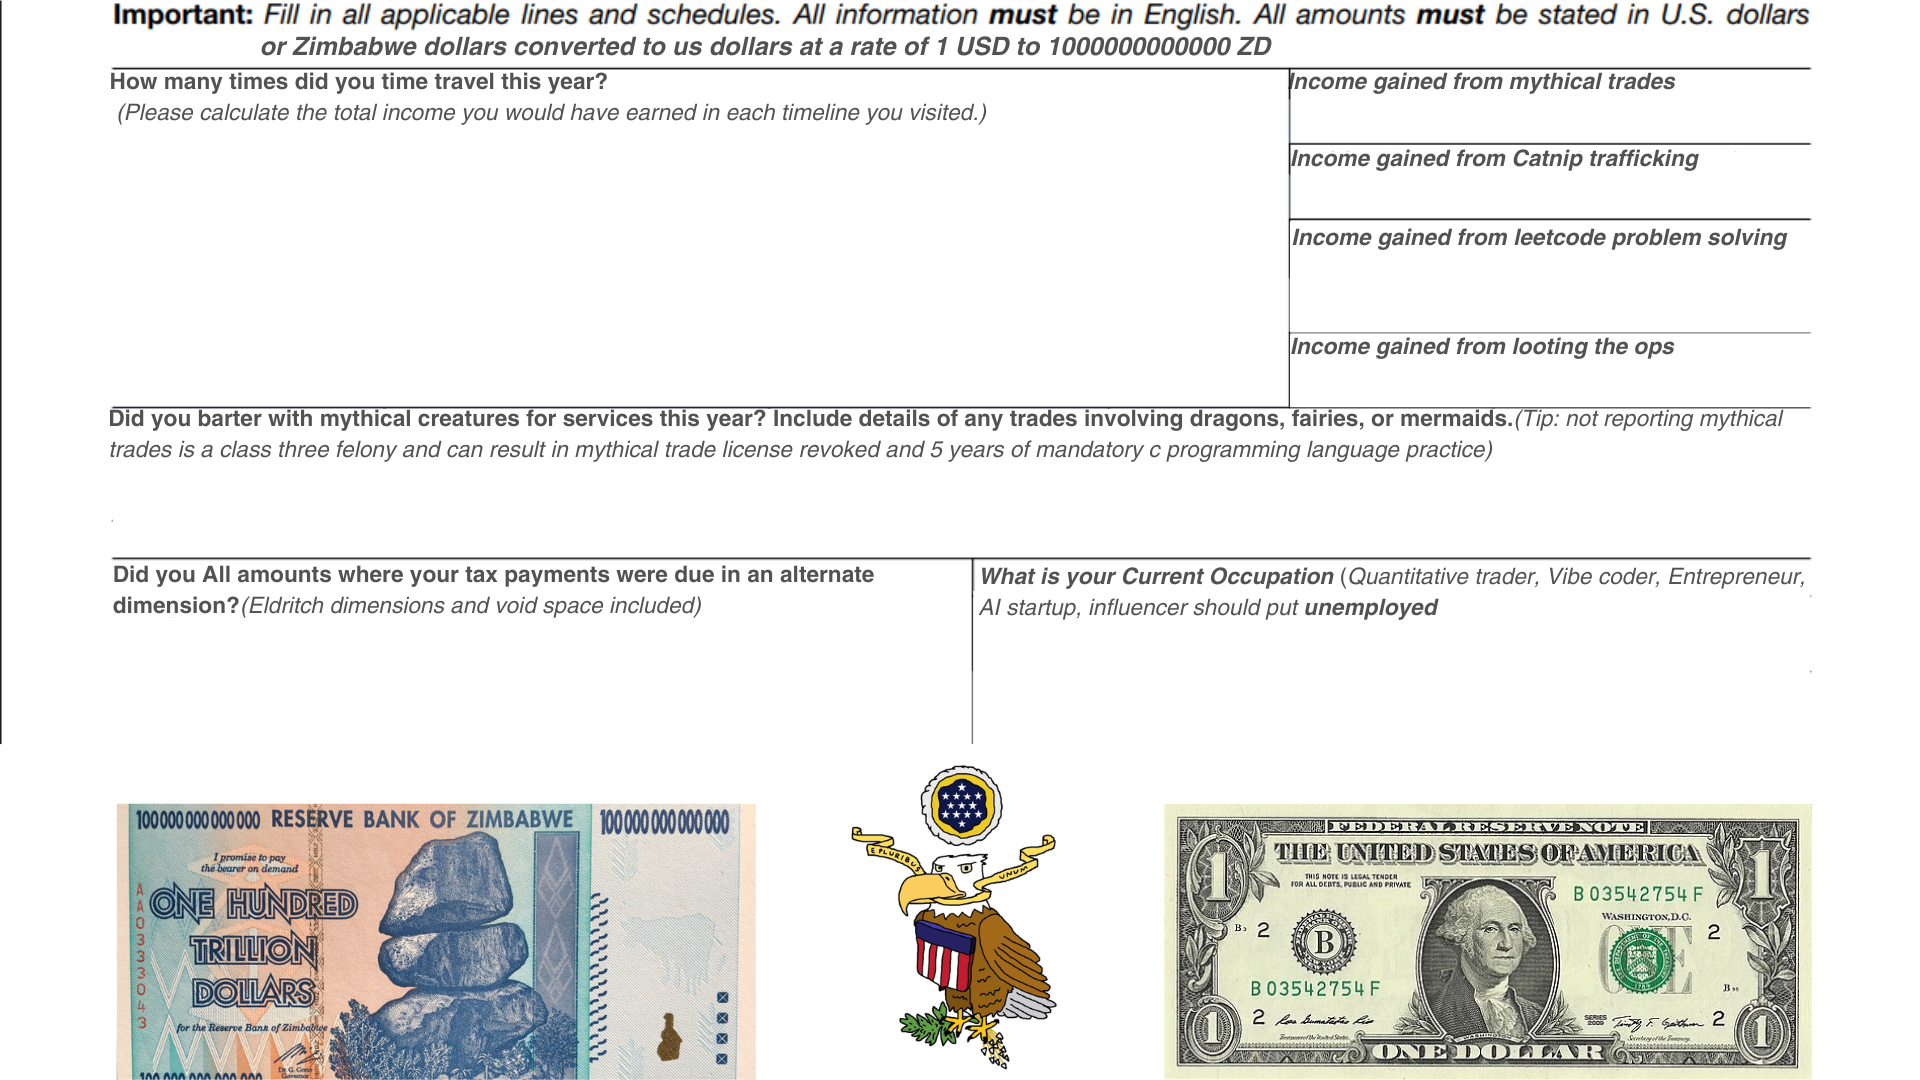 Important: Fill in all applicable lines and schedules. All information must be in English. All amounts must be stated in U.S. dollars
or Zimbabwe dollars converted to us dollars at a rate of 1 USD to 1000000000000 ZD
How many times did you time travel this year?
(Please calculate the total income you would have earned in each timeline you visited.)
Income gained from mythical trades
Income gained from Catnip trafficking
Income gained from leetcode problem solving
Income gained from looting the ops
Did you barter with mythical creatures for services this year? Include details of any trades involving dragons, fairies, or mermaids.(Tip: not reporting mythical
trades is a class three felony and can result in mythical trade license revoked and 5 years of mandatory c programming language practice)
Did you All amounts where your tax payments were due in an alternate
dimension?(Eldritch dimensions and void space included)
What is your Current Occupation (Quantitative trader, Vibe coder, Entrepreneur,
AI startup, influencer should put unemployed
100000000000000 RESERVE BANK OF ZIMBABWE 100000000000000
I promise to pay
the bearer on demand
ONE HUNDRED
TRILLION
DOLLARS
for the Reserve Bank of Zimbabwe
Dr. G. Gono
Governor
AA0333043
100000000000000
E PLURIBUS
UNUM
FEDERAL RESERVE NOTE
THE UNITED STATES OF AMERICA
THIS NOTE IS LEGAL TENDER
FOR ALL DEBTS, PUBLIC AND PRIVATE
B 03542754 F
WASHINGTON, D.C.
1 1
2 B 2
ONE
B 03542754 F
2 2
SERIES
2009
Treasurer of the United States.
Secretary of the Treasury.
WASHINGTON
1 1
ONE DOLLAR